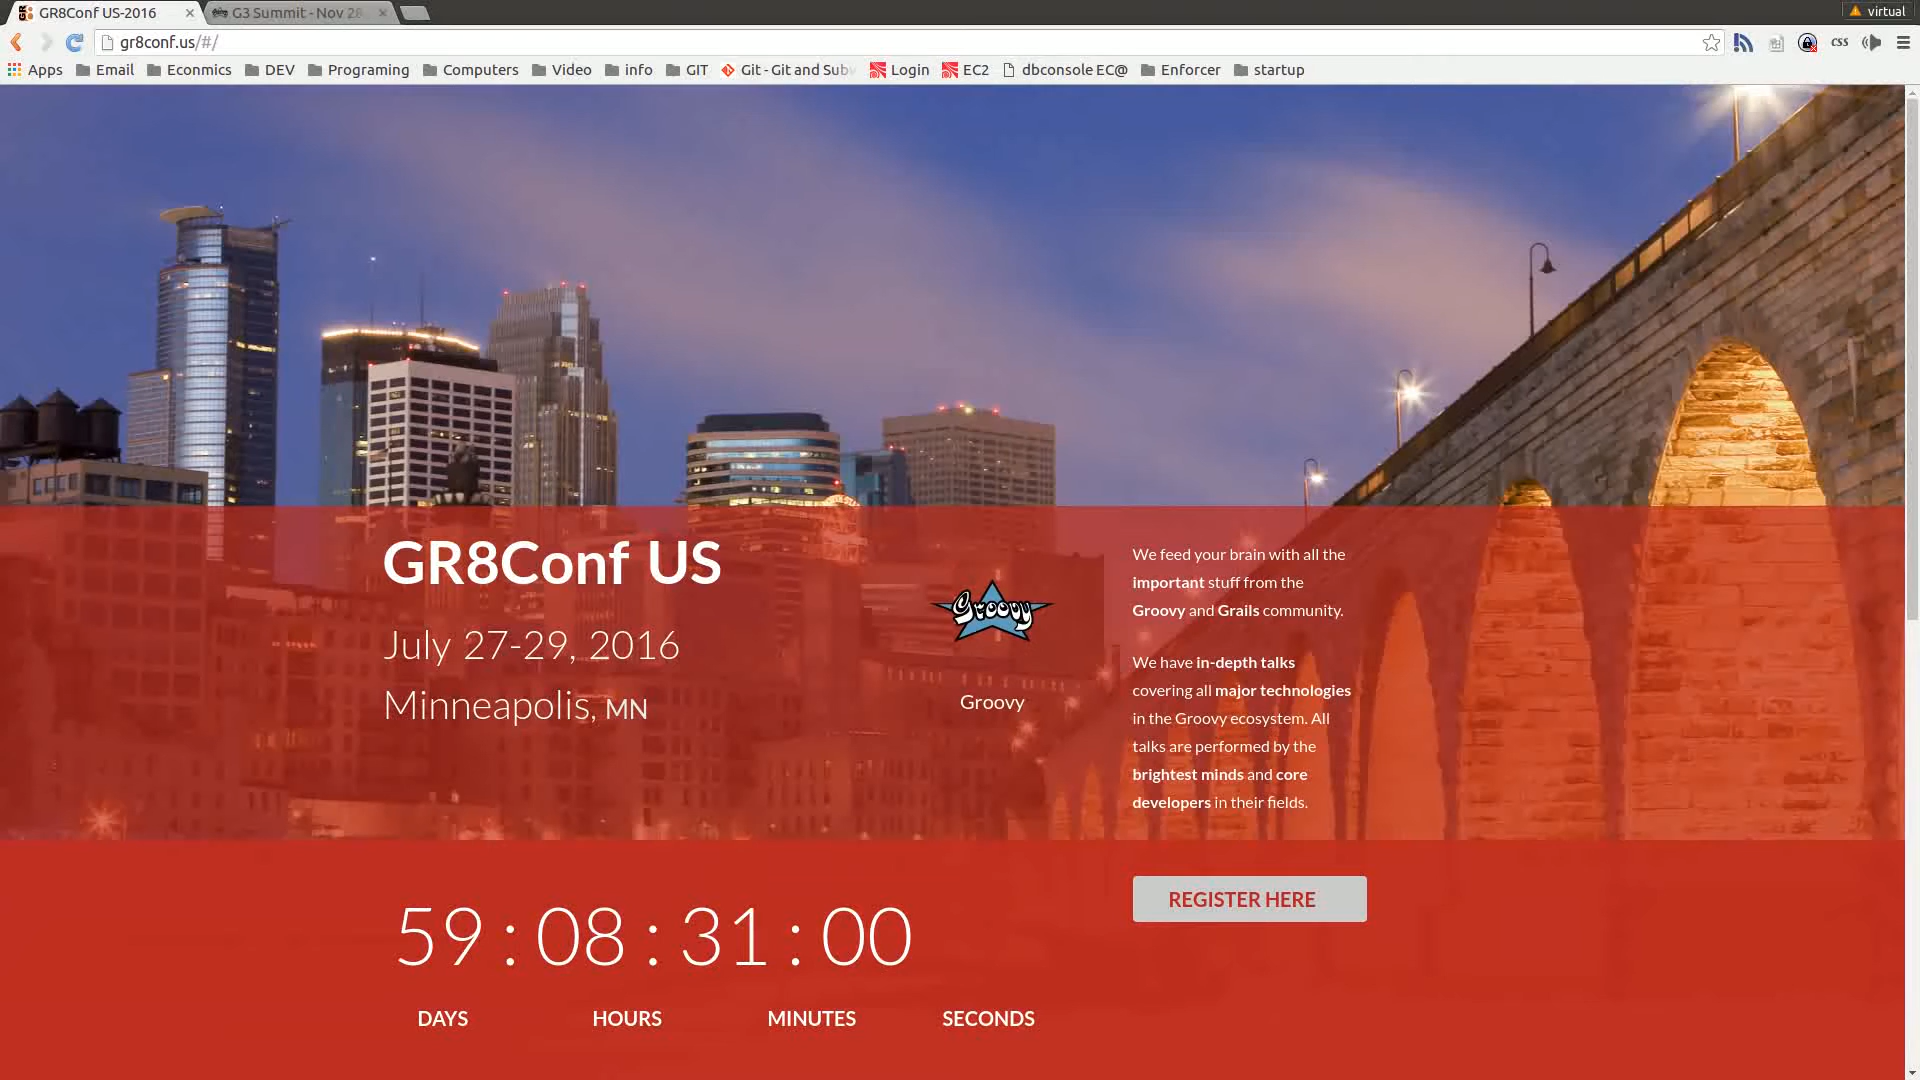 GR8Conf US-2016
G3 Summit - Nov 28
virtual
gr8conf.us/#/
CSS
Apps Email Econmics DEV Programing Computers Video info GIT Git - Git and Subv Login EC2 dbconsole EC@ Enforcer startup
GR8Conf US
July 27-29, 2016
Minneapolis, MN
Groovy
Groovy
We feed your brain with all the
important stuff from the
Groovy and Grails community.
We have in-depth talks
covering all major technologies
in the Groovy ecosystem. All
talks are performed by the
brightest minds and core
developers in their fields.
REGISTER HERE
59 : 08 : 31 : 00
DAYS HOURS MINUTES SECONDS